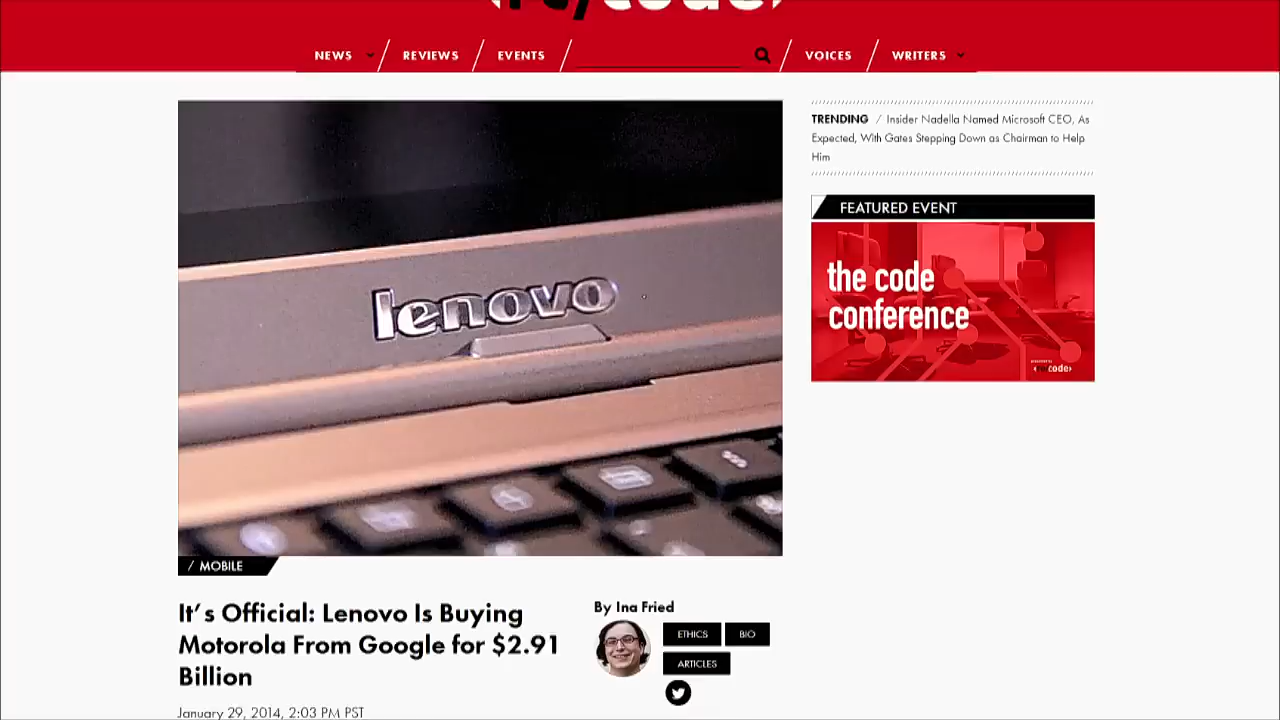 NEWS / REVIEWS / EVENTS / VOICES / WRITERS
lenovo
TRENDING / Insider Nadella Named Microsoft CEO, As
Expected, With Gates Stepping Down as Chairman to Help
Him
FEATURED EVENT
the code
conference
/ MOBILE
It's Official: Lenovo Is Buying
Motorola From Google for $2.91
Billion
January 29, 2014, 2:03 PM PST
By Ina Fried
ETHICS BIO
ARTICLES